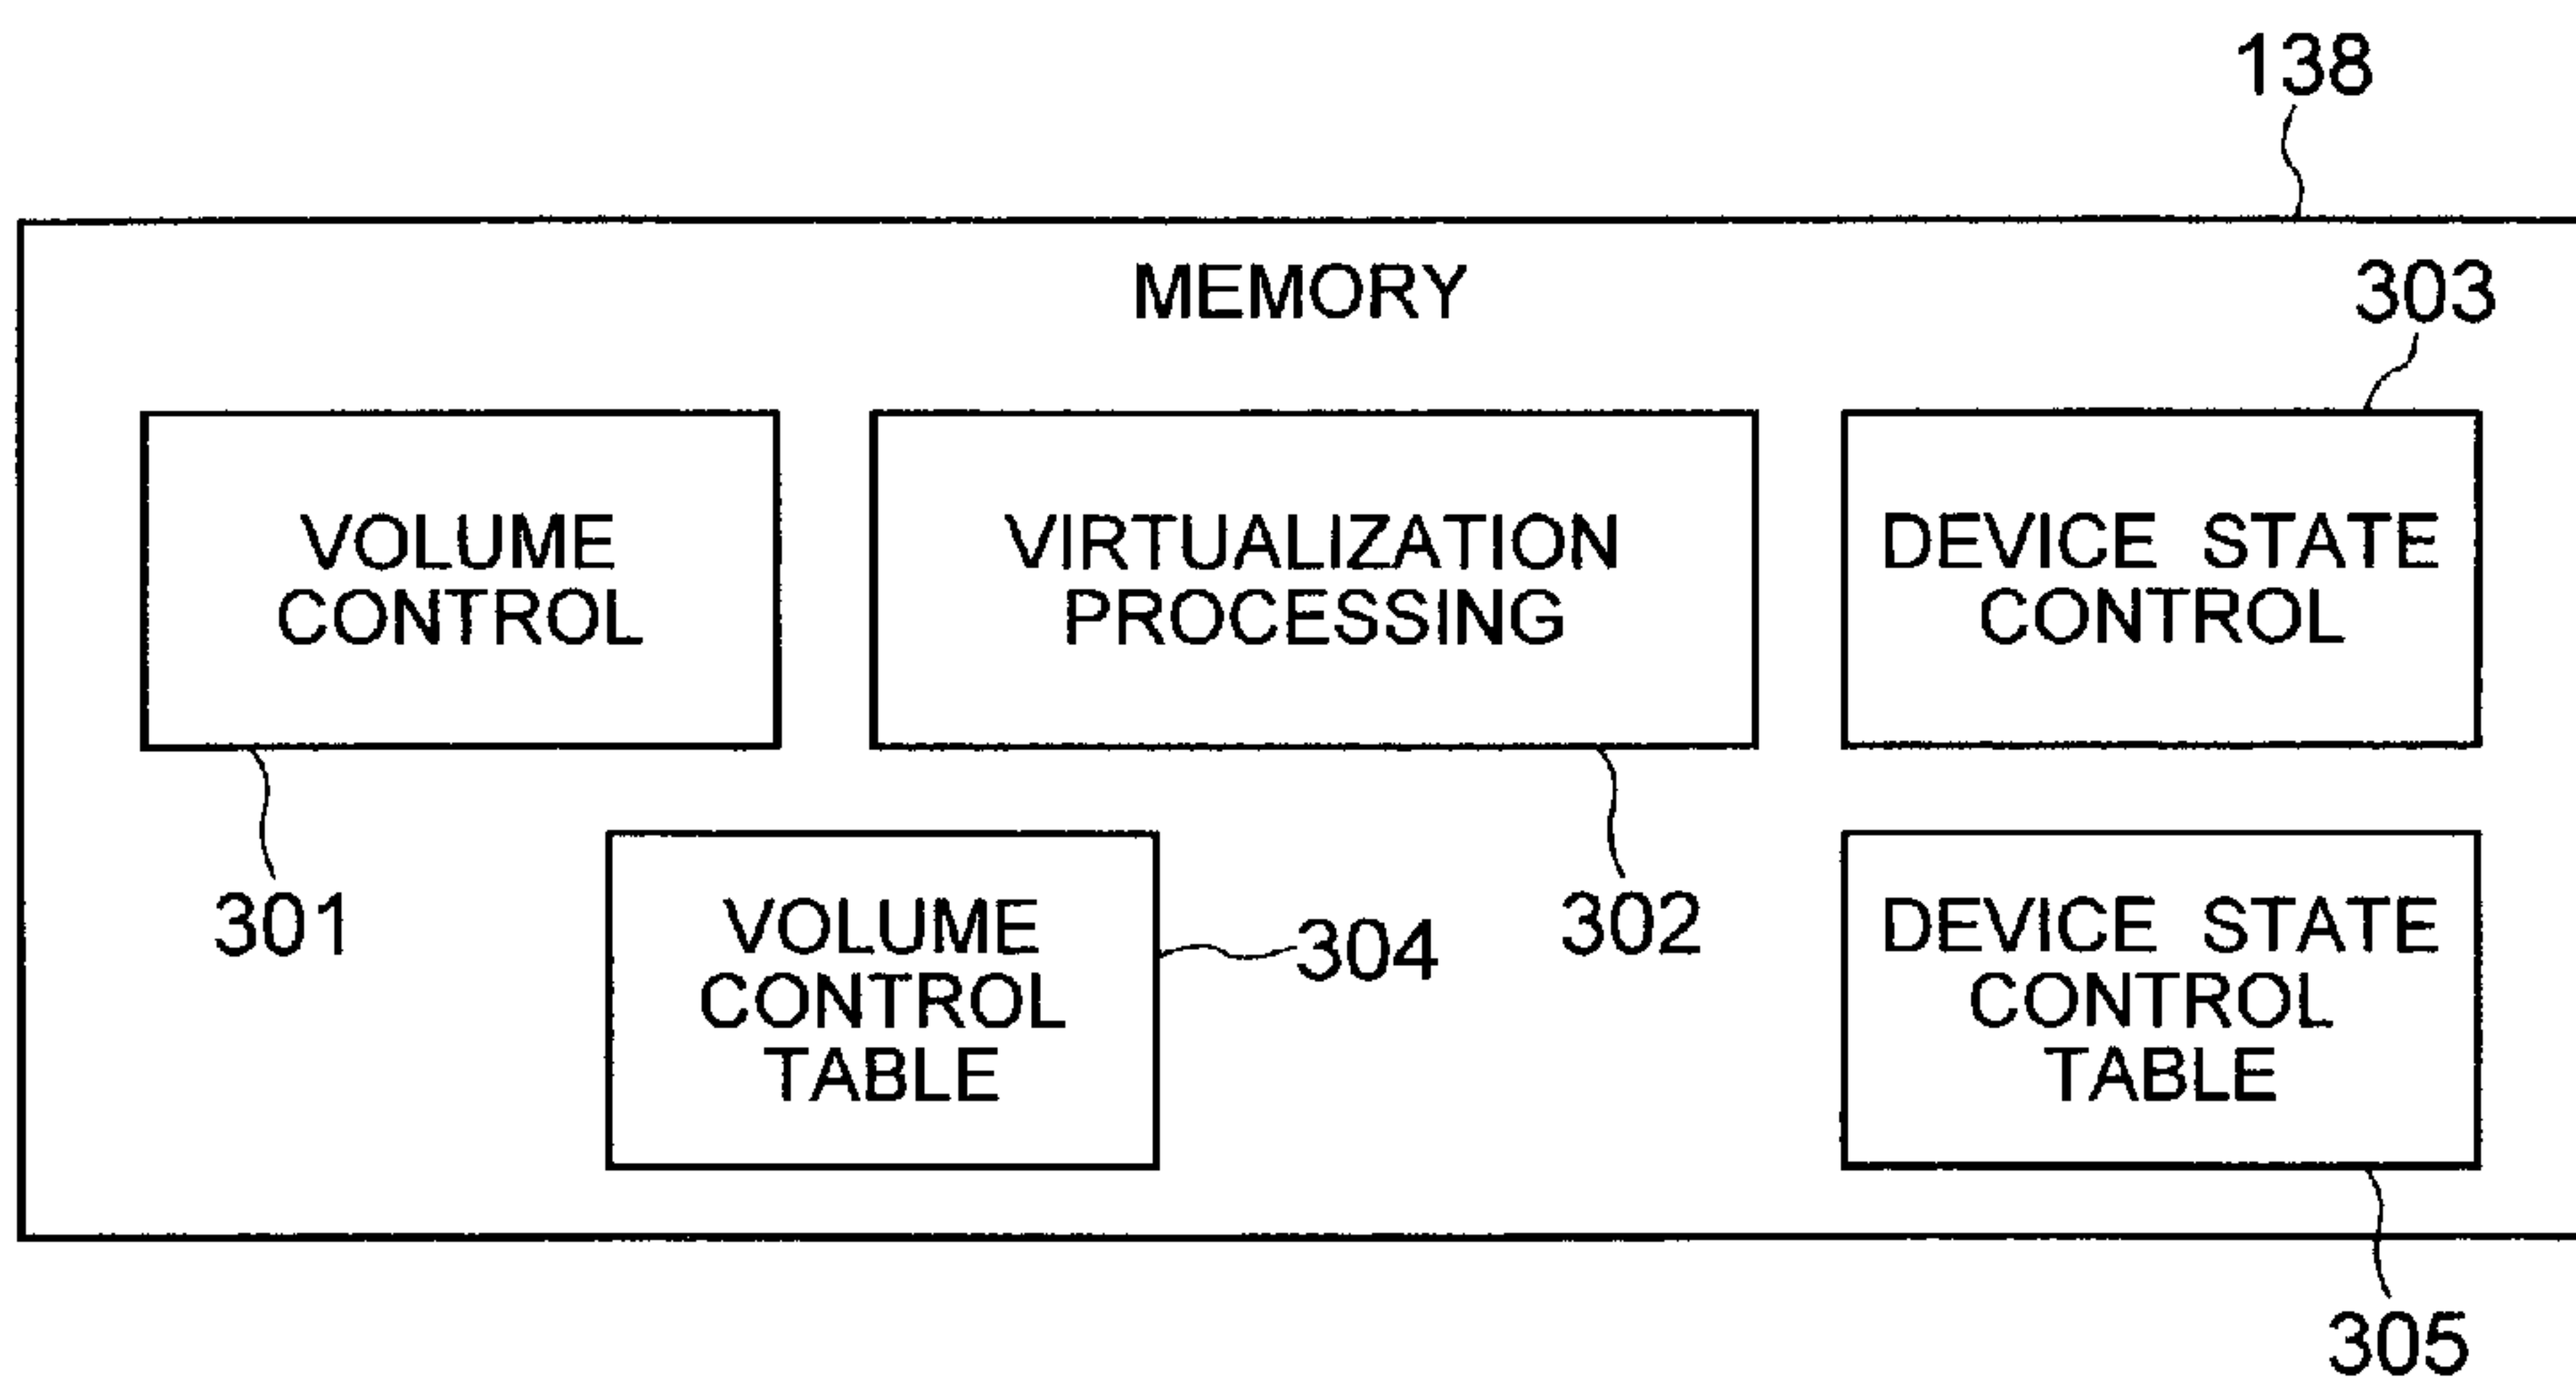 138
MEMORY
303
VOLUME
CONTROL
VIRTUALIZATION
PROCESSING
DEVICE STATE
CONTROL
301
302
VOLUME
CONTROL
TABLE
304
DEVICE STATE
CONTROL
TABLE
305